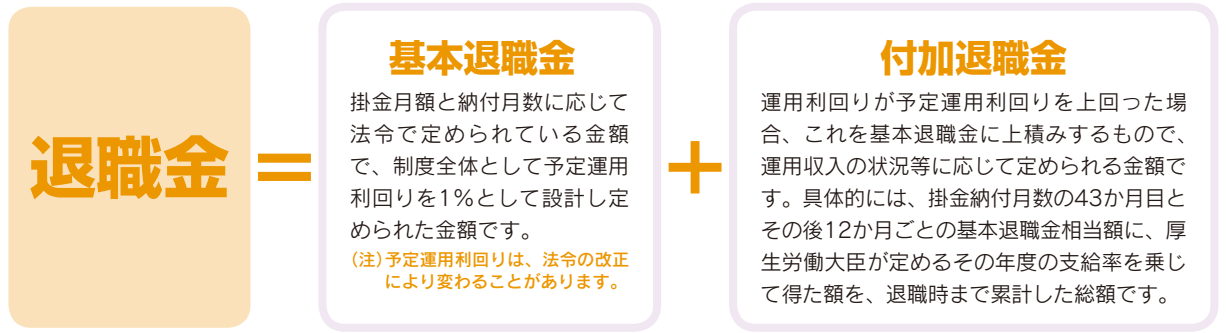 退職金
＝
基本退職金
掛金月額と納付月数に応じて
法令で定められている金額
で、制度全体として予定運用
利回りを1％として設計し定
められた金額です。
（注）予定運用利回りは、法令の改正
により変わることがあります。
＋
付加退職金
運用利回りが予定運用利回りを上回った場
合、これを基本退職金に上積みするもので、
運用収入の状況等に応じて定められる金額で
す。具体的には、掛金納付月数の43か月目と
その後12か月ごとの基本退職金相当額に、厚
生労働大臣が定めるその年度の支給率を乗じ
て得た額を、退職時まで累計した総額です。